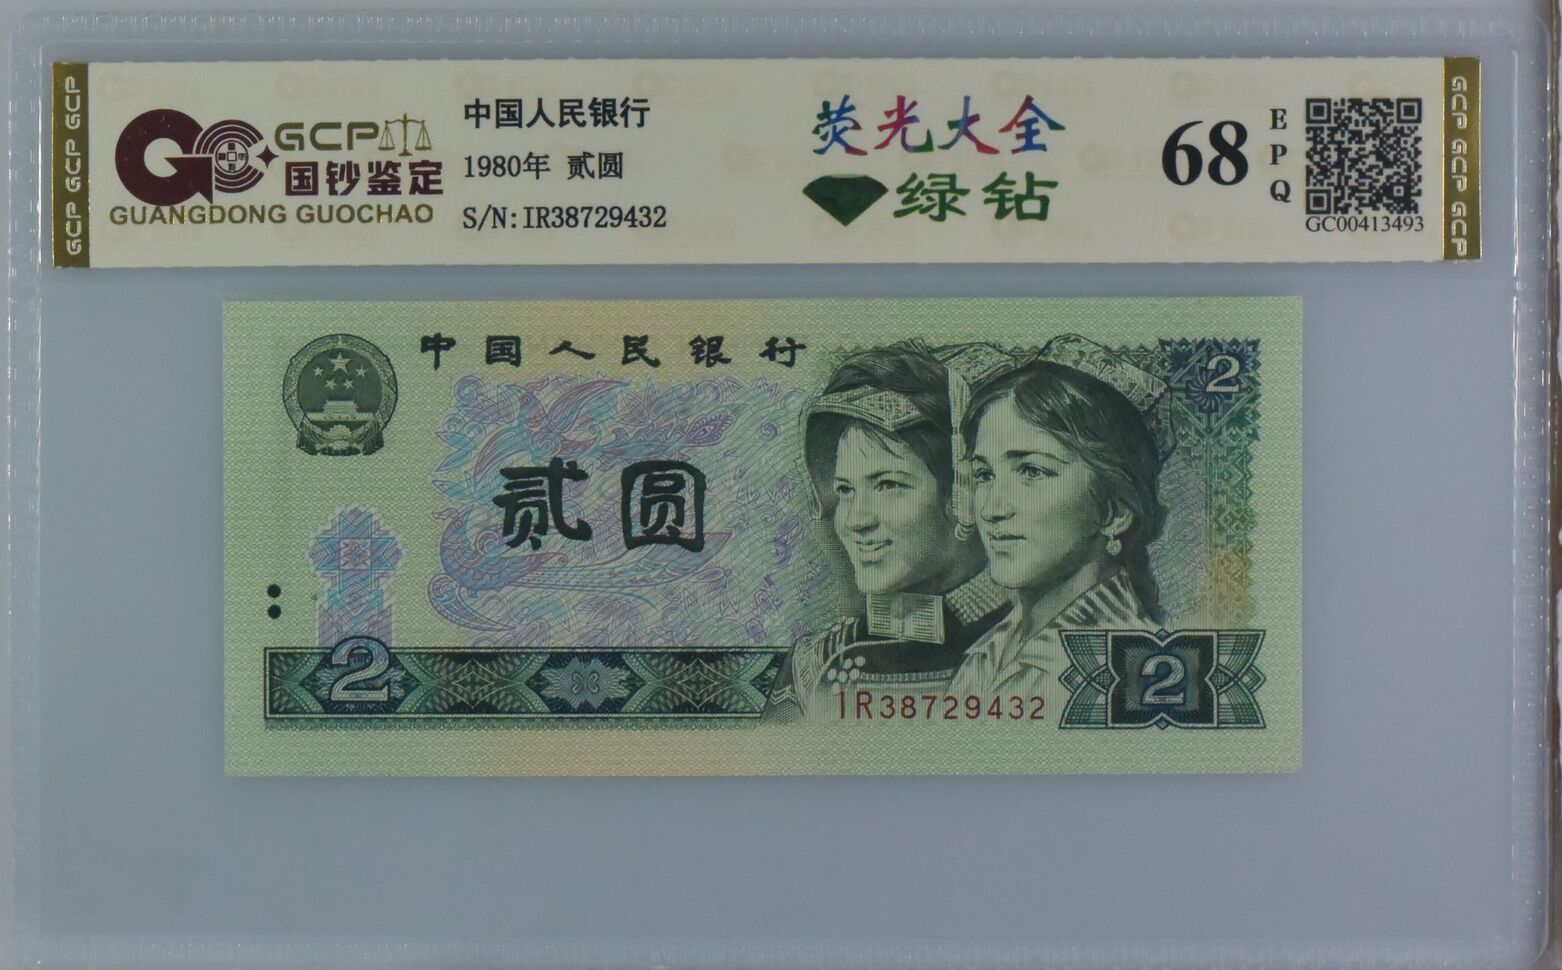 GCP GCP GCP
GCP
国钞鉴定
GUANGDONG GUOCHAO
中国人民银行
1980年 贰圆
S/N:IR38729432
荧光大全
绿钻
68
EPQ
GC00413493
GCP GCP GCP
中国人民银行
2
贰圆
2
IR38729432
2